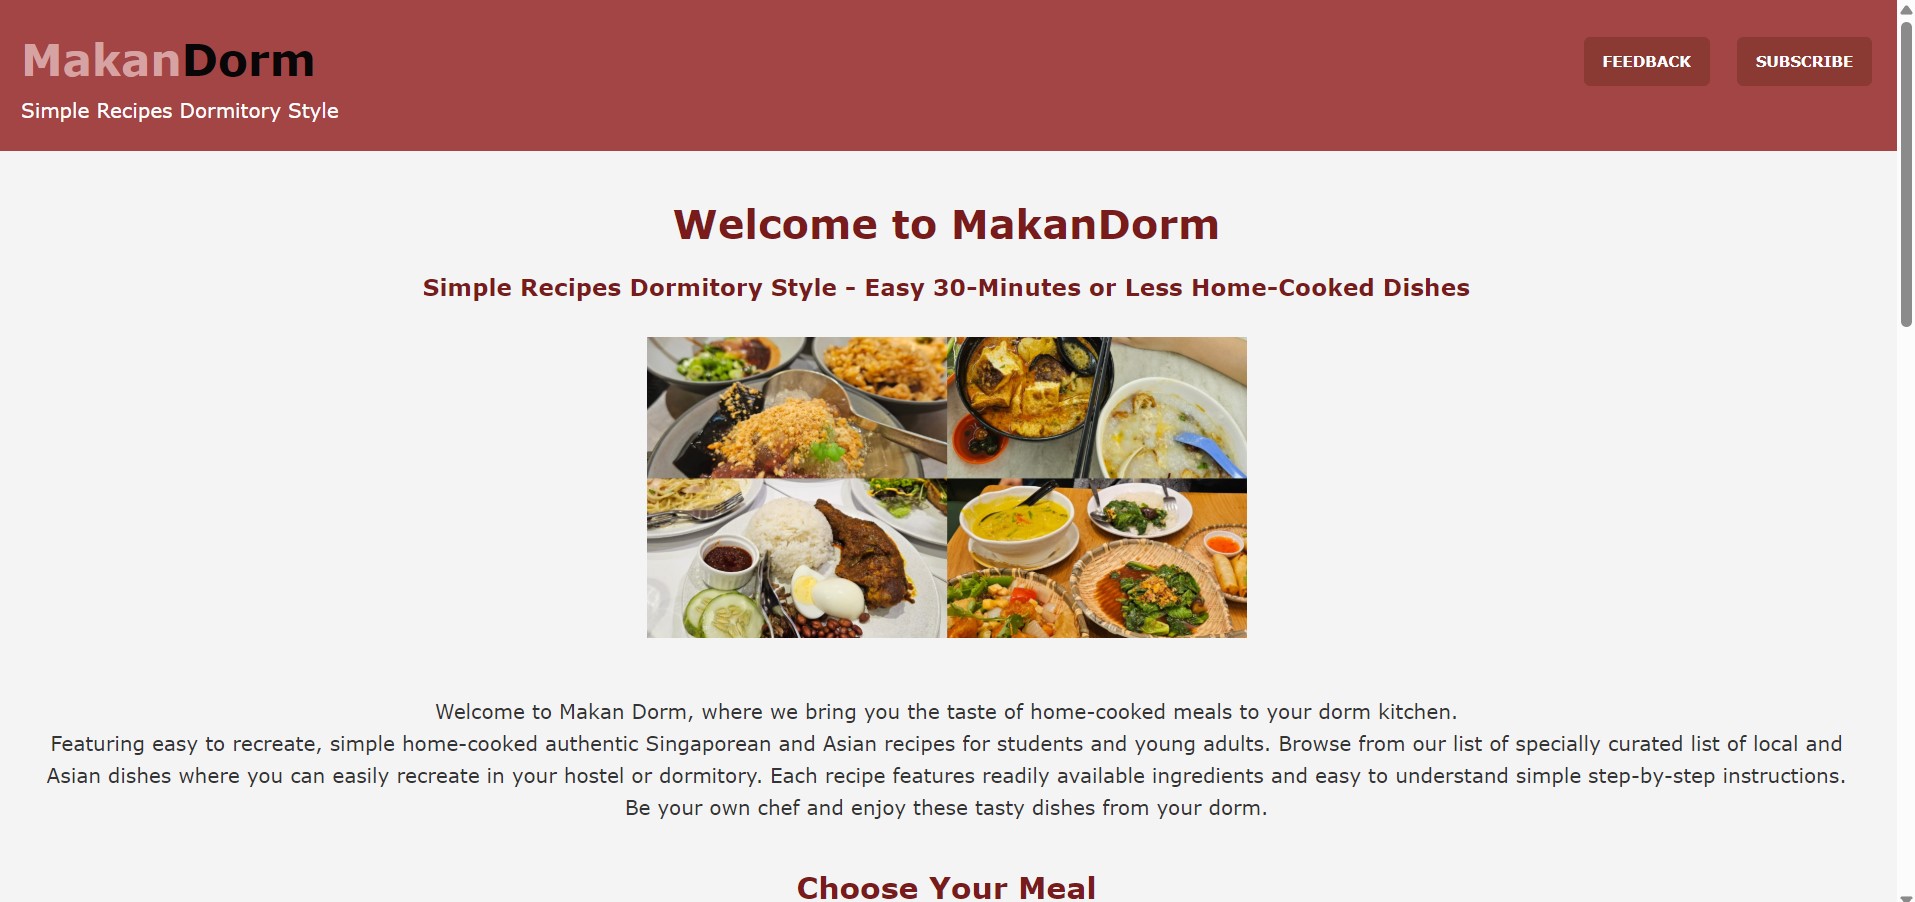 MakanDorm
Simple Recipes Dormitory Style
FEEDBACK
SUBSCRIBE
Welcome to MakanDorm
Simple Recipes Dormitory Style - Easy 30-Minutes or Less Home-Cooked Dishes
Welcome to Makan Dorm, where we bring you the taste of home-cooked meals to your dorm kitchen.
Featuring easy to recreate, simple home-cooked authentic Singaporean and Asian recipes for students and young adults. Browse from our list of specially curated list of local and
Asian dishes where you can easily recreate in your hostel or dormitory. Each recipe features readily available ingredients and easy to understand simple step-by-step instructions.
Be your own chef and enjoy these tasty dishes from your dorm.
Choose Your Meal